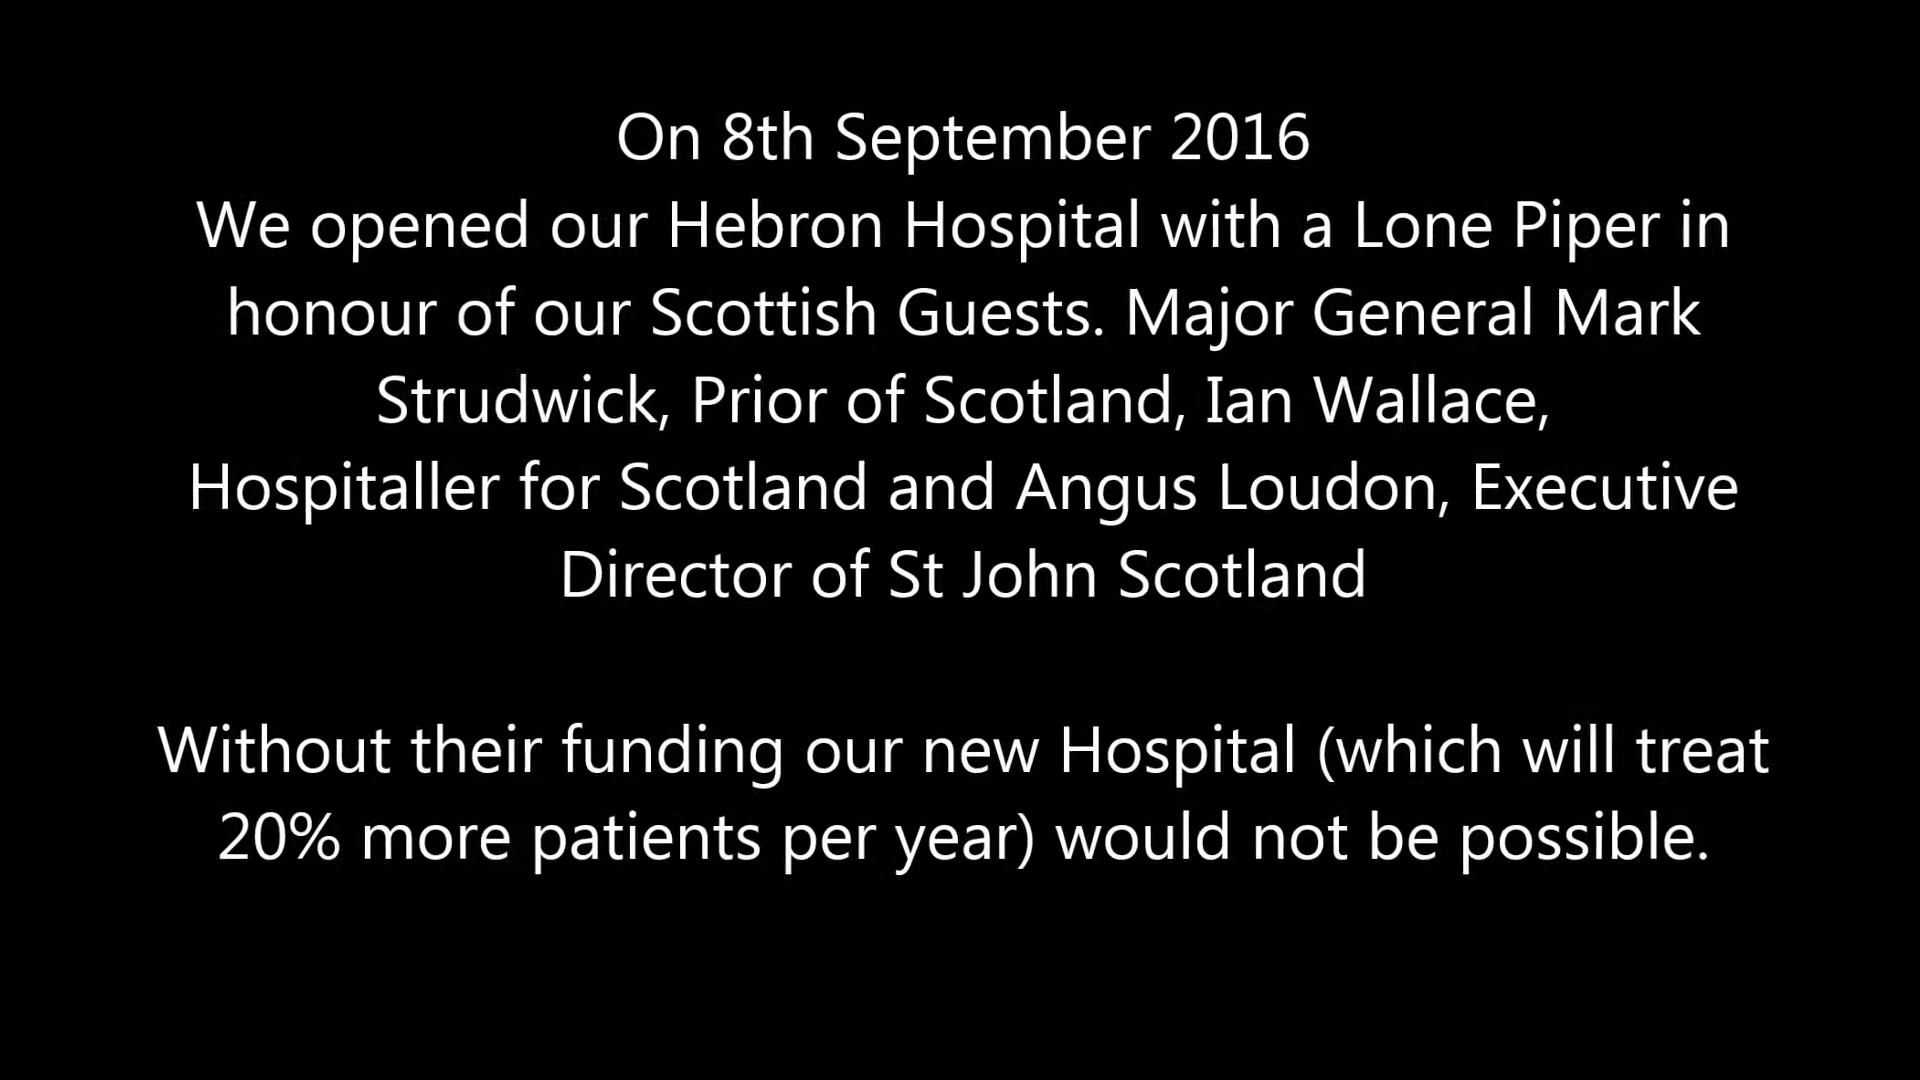 On 8th September 2016
We opened our Hebron Hospital with a Lone Piper in
honour of our Scottish Guests. Major General Mark
Strudwick, Prior of Scotland, Ian Wallace,
Hospitaller for Scotland and Angus Loudon, Executive
Director of St John Scotland
Without their funding our new Hospital (which will treat
20% more patients per year) would not be possible.